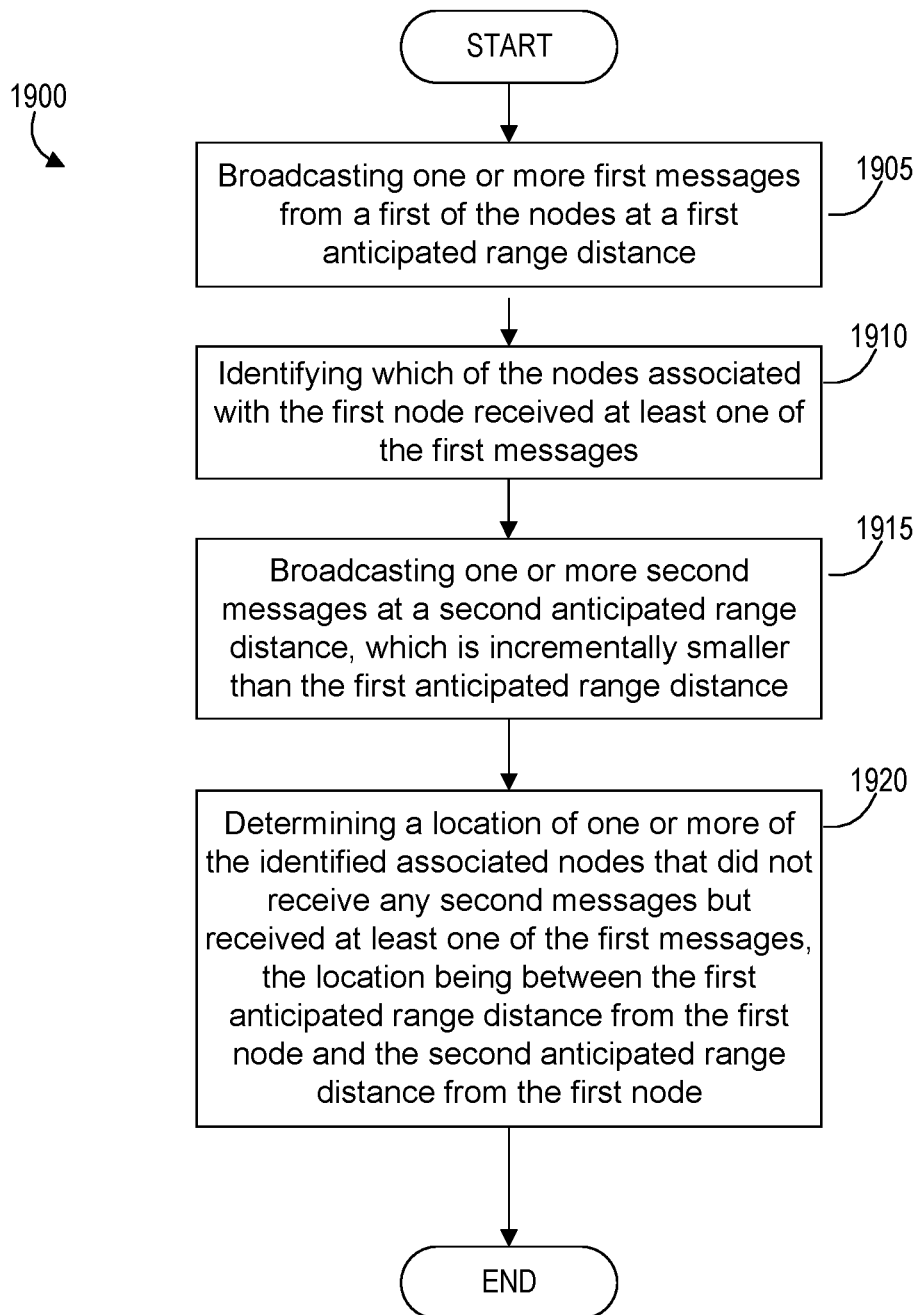 START
1900
Broadcasting one or more first messages
from a first of the nodes at a first
anticipated range distance
1905
Identifying which of the nodes associated
with the first node received at least one of
the first messages
1910
Broadcasting one or more second
messages at a second anticipated range
distance, which is incrementally smaller
than the first anticipated range distance
1915
Determining a location of one or more of
the identified associated nodes that did not
receive any second messages but
received at least one of the first messages,
the location being between the first
anticipated range distance from the first
node and the second anticipated range
distance from the first node
1920
END